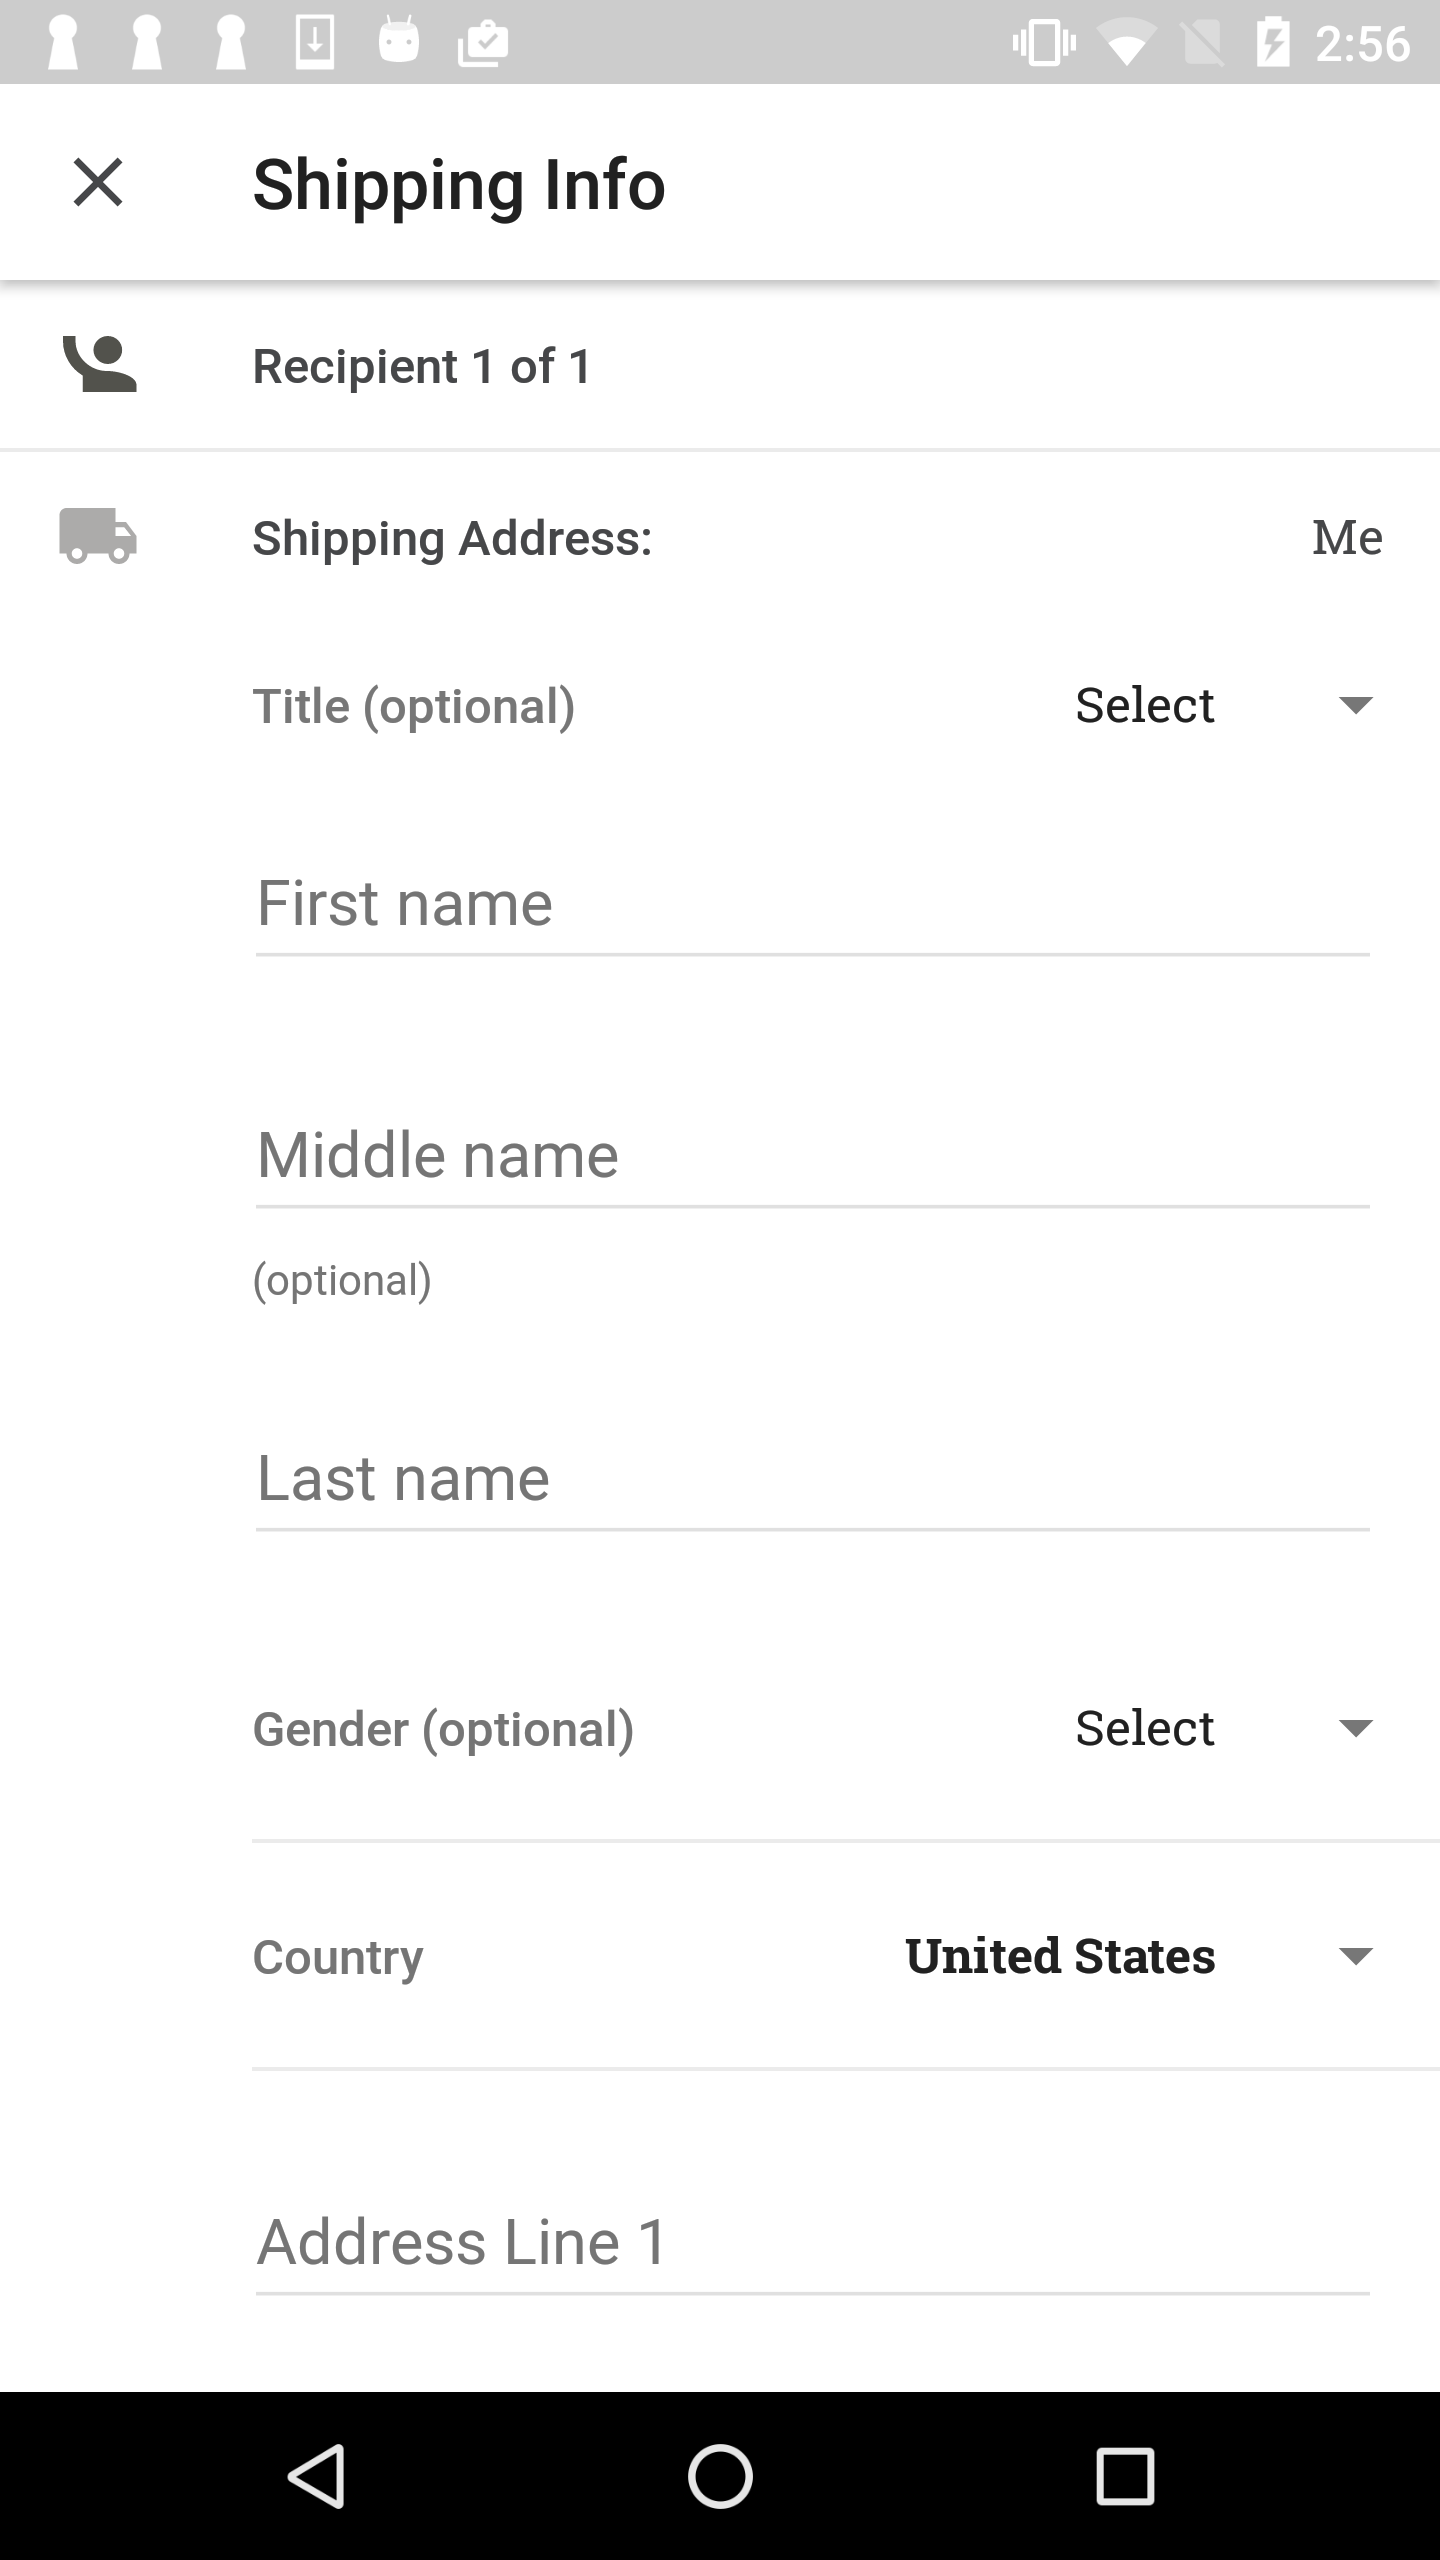 2:56
Shipping Info
Recipient 1 of 1
Shipping Address: Me
Title (optional) Select
First name
Middle name
(optional)
Last name
Gender (optional) Select
Country United States
Address Line 1